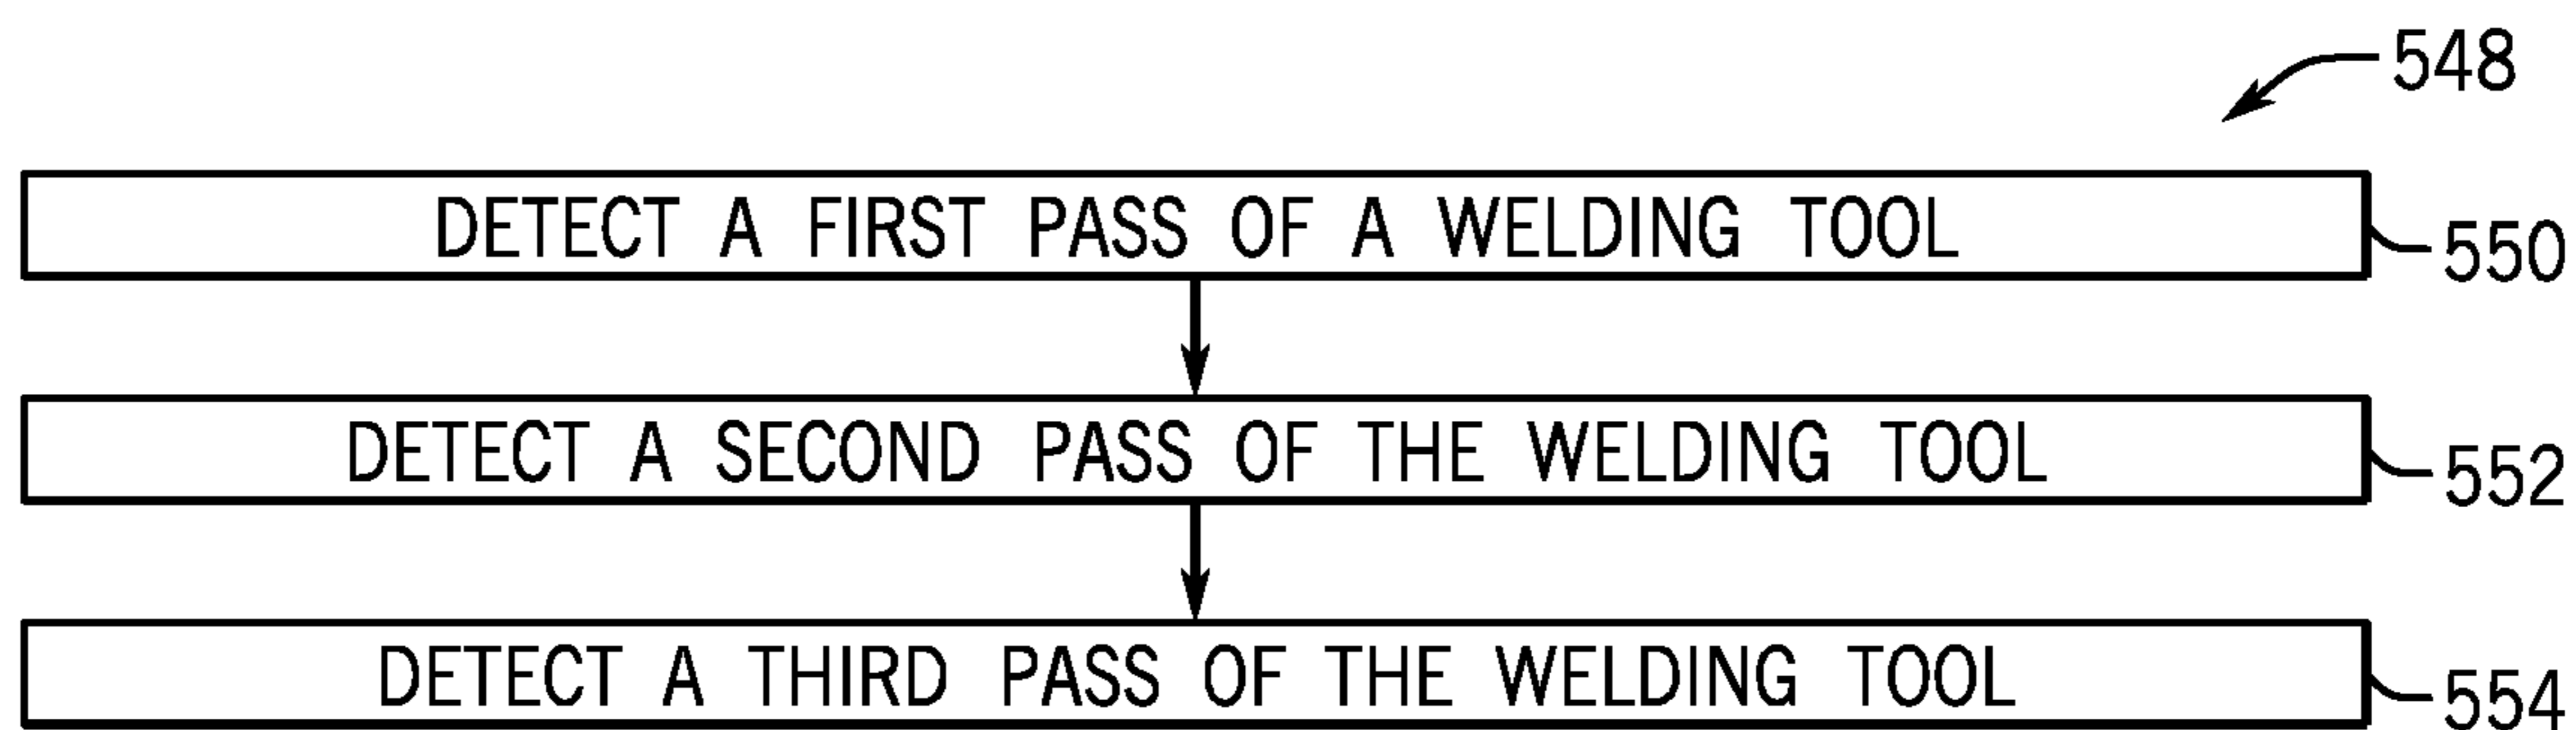 548
DETECT A FIRST PASS OF A WELDING TOOL
550
DETECT A SECOND PASS OF THE WELDING TOOL
552
DETECT A THIRD PASS OF THE WELDING TOOL
554